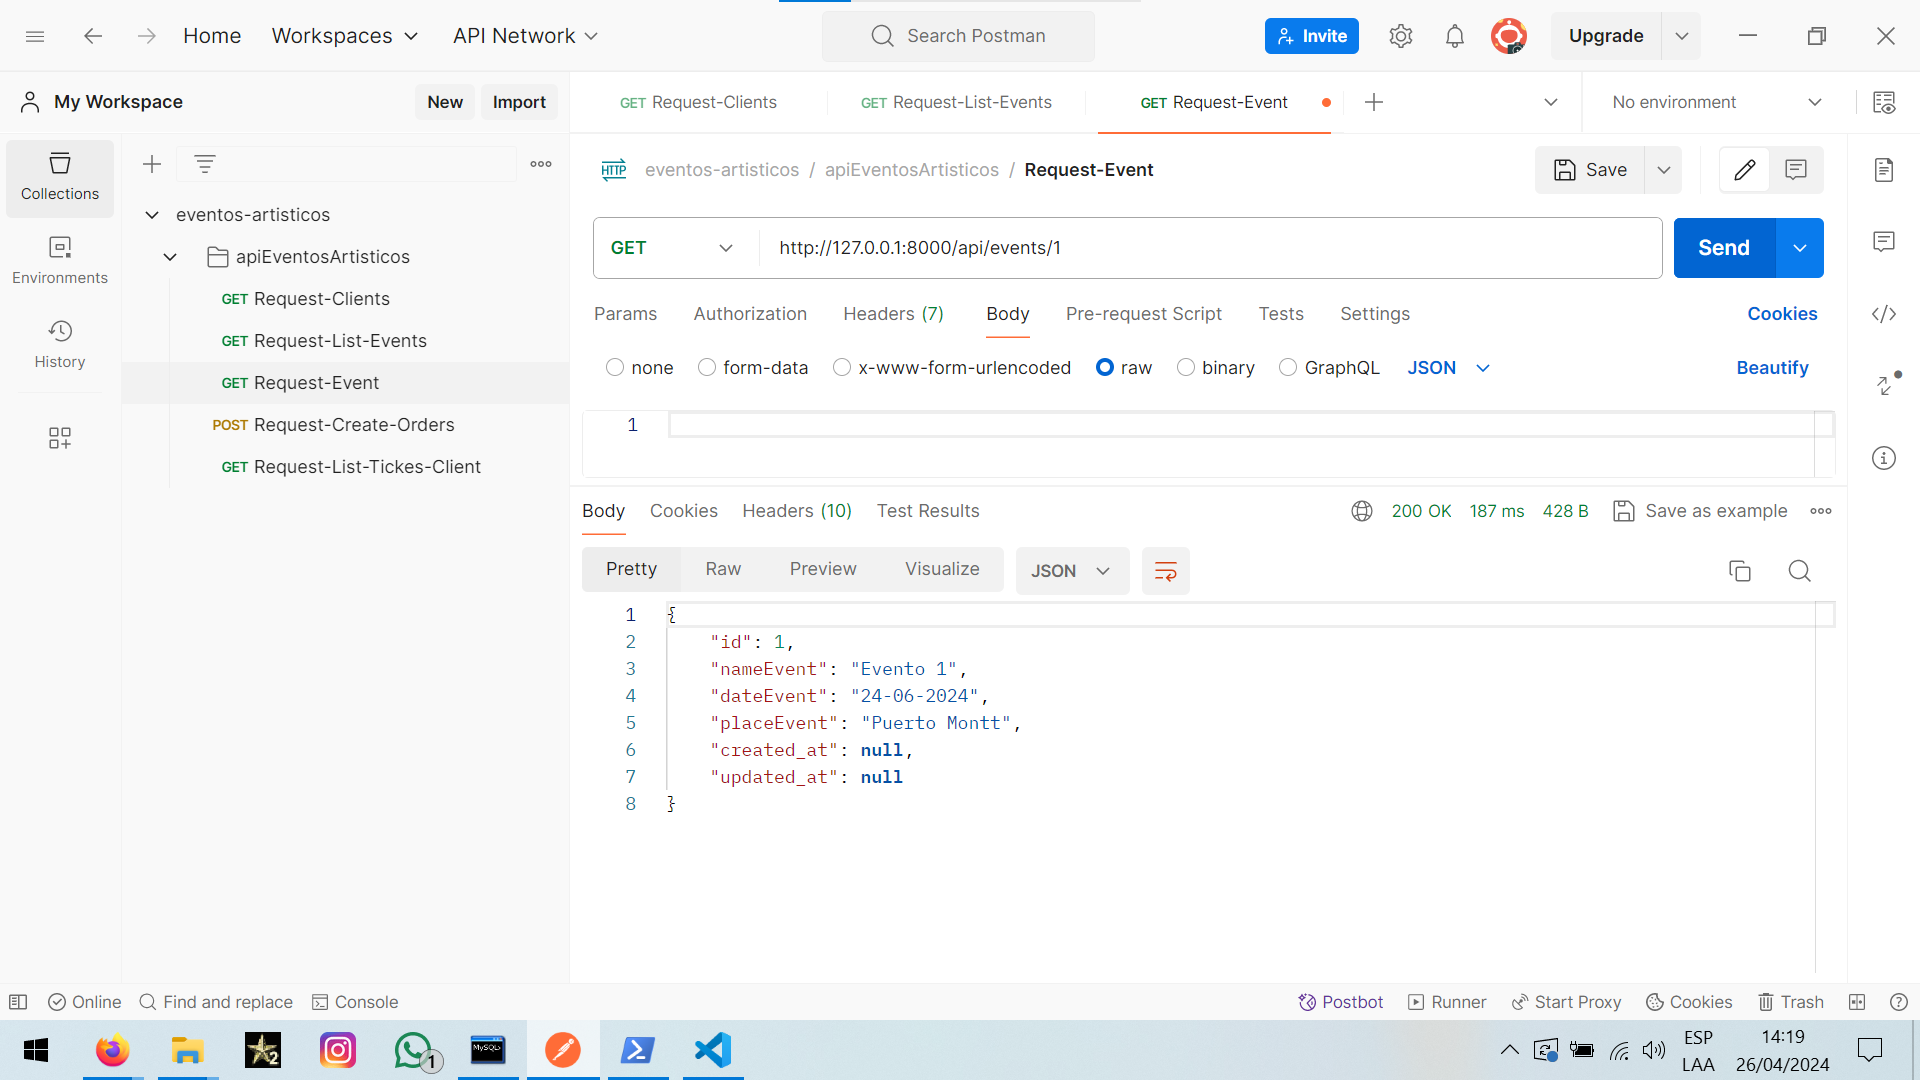 Home Workspaces API Network Search Postman Invite Upgrade
My Workspace New Import
GET Request-Clients GET Request-List-Events GET Request-Event No environment
Collections
Environments
History
eventos-artisticos
apiEventosArtisticos
GET Request-Clients
GET Request-List-Events
GET Request-Event
POST Request-Create-Orders
GET Request-List-Tickes-Client
HTTP eventos-artisticos / apiEventosArtisticos / Request-Event Save
GET http://127.0.0.1:8000/api/events/1 Send
Params Authorization Headers (7) Body Pre-request Script Tests Settings Cookies
none form-data x-www-form-urlencoded raw binary GraphQL JSON Beautify
1
Body Cookies Headers (10) Test Results 200 OK 187 ms 428 B Save as example
Pretty Raw Preview Visualize JSON
1 {
2 "id": 1,
3 "nameEvent": "Evento 1",
4 "dateEvent": "24-06-2024",
5 "placeEvent": "Puerto Montt",
6 "created_at": null,
7 "updated_at": null
8 }
Online Find and replace Console Postbot Runner Start Proxy Cookies Trash
2 1 MySQL ESP 14:19
LAA 26/04/2024